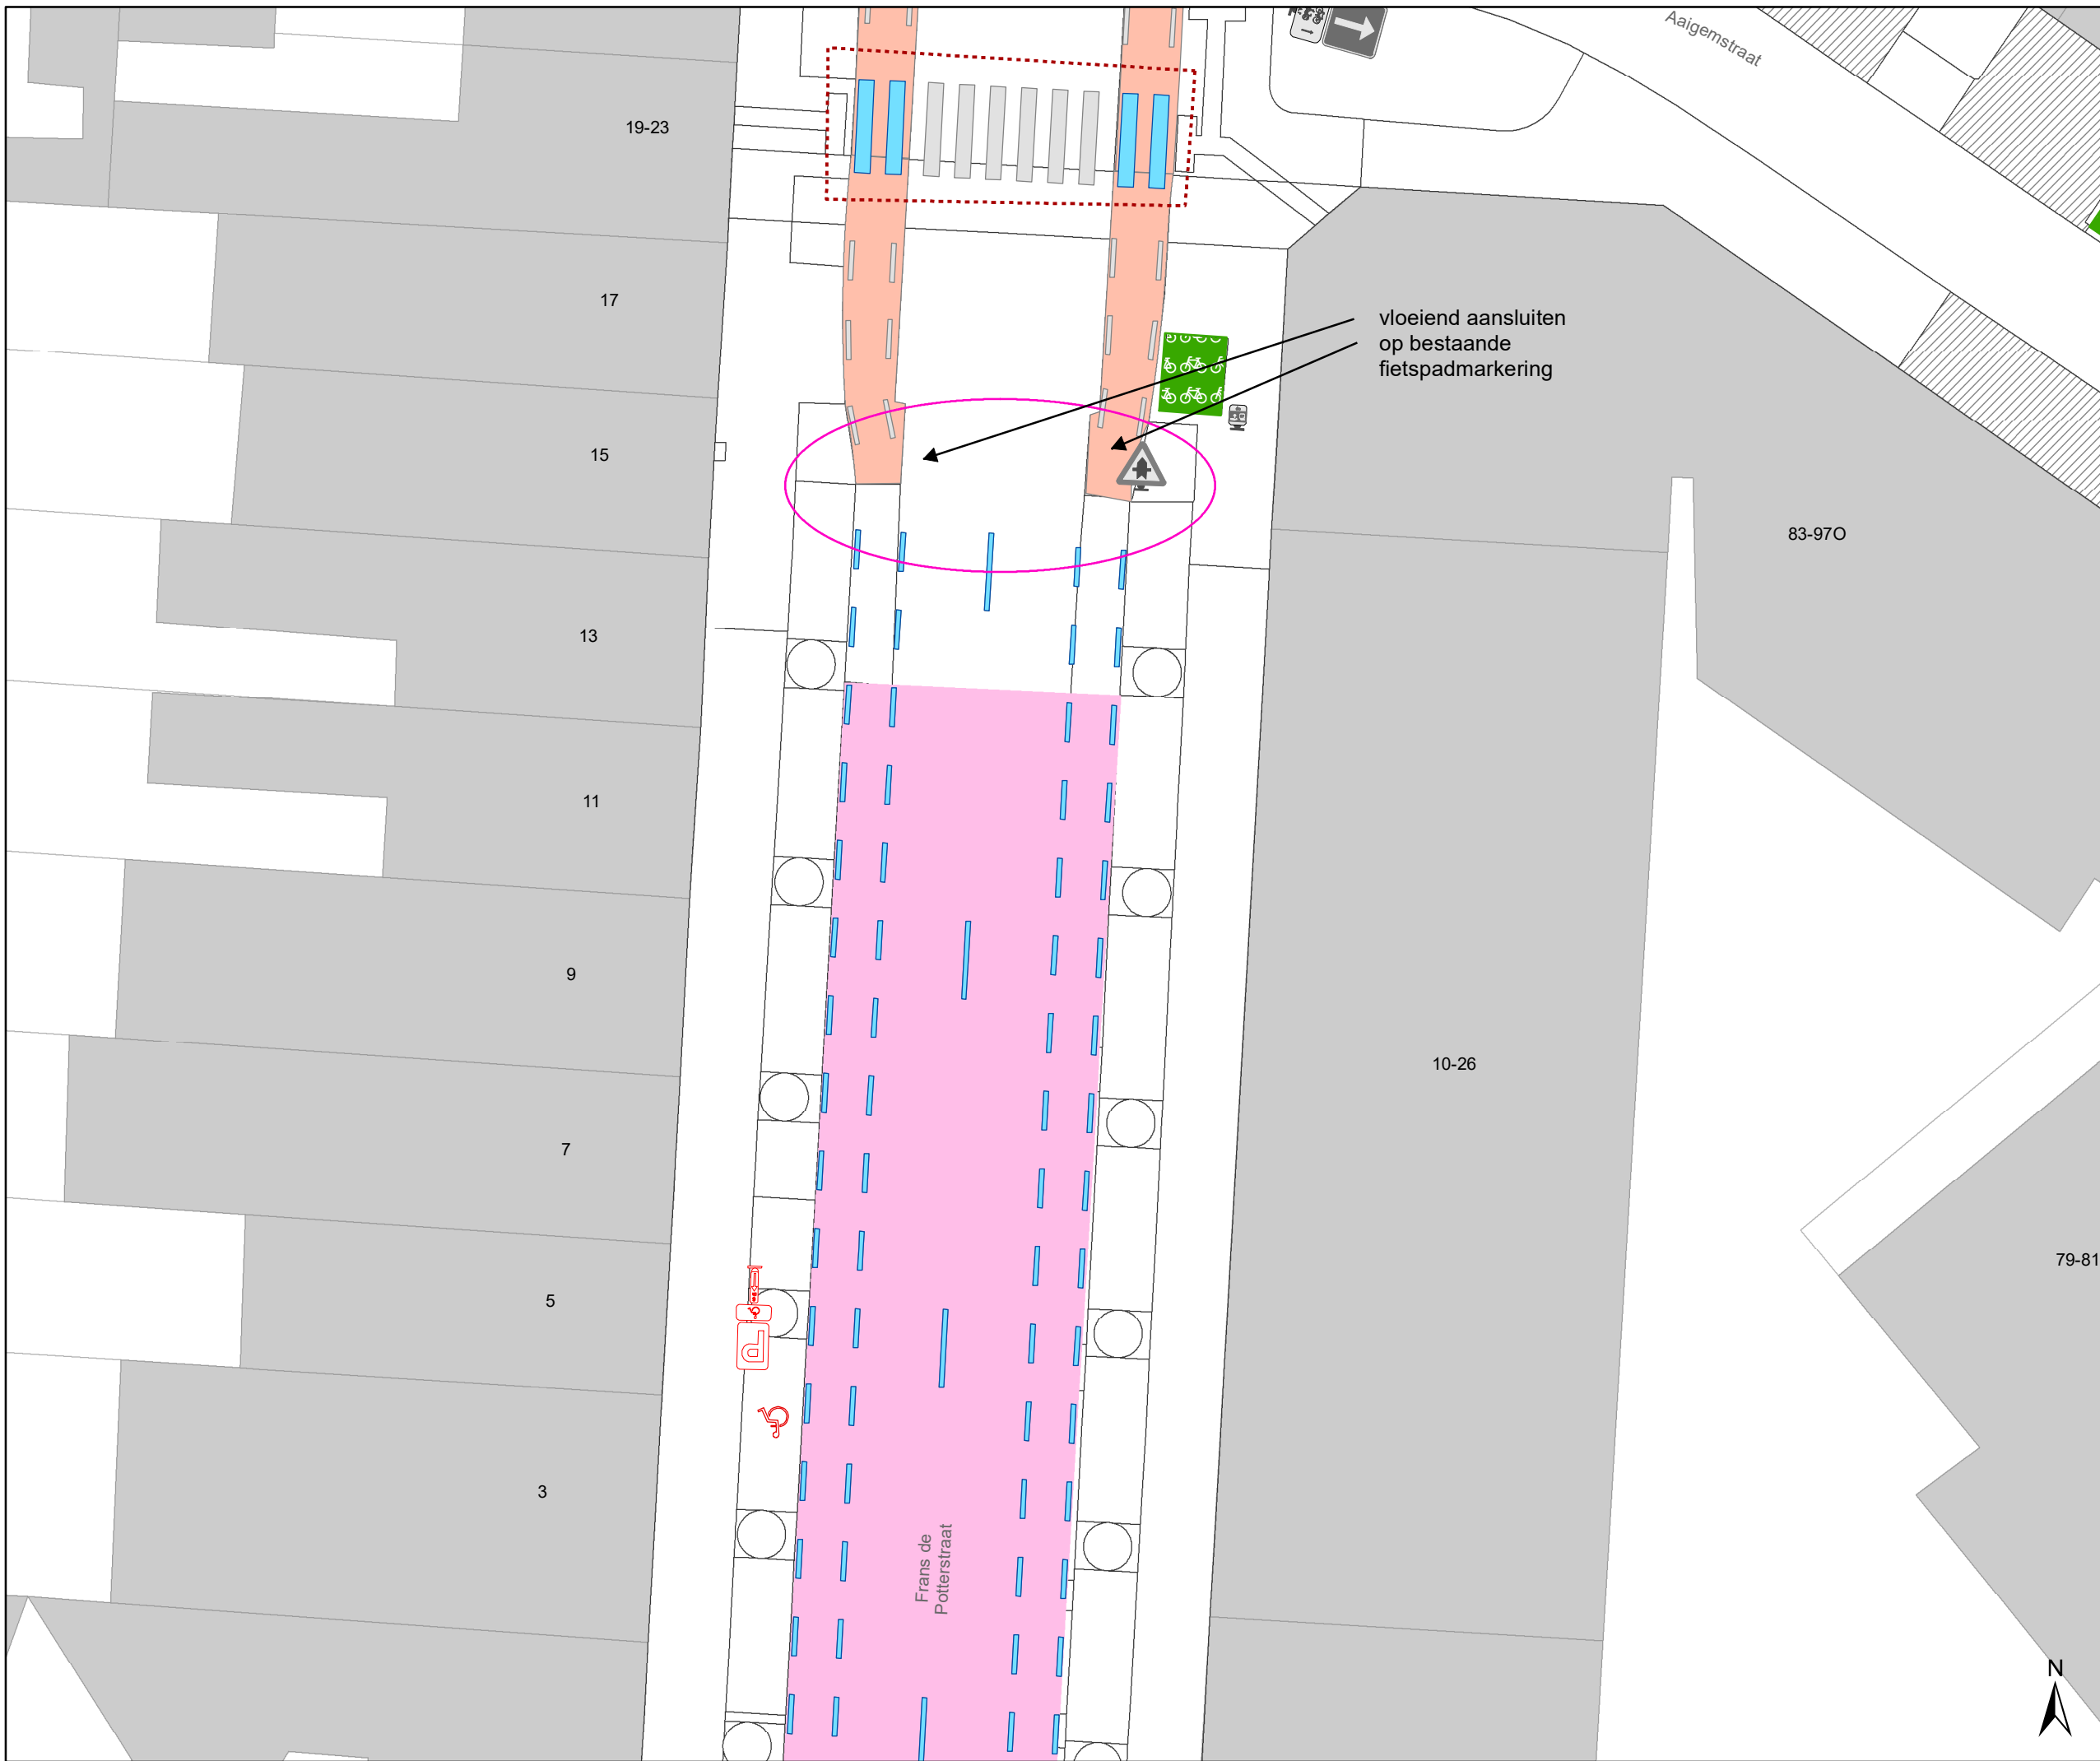 Aaigemstraat
19-23
17
vloeiend aansluiten
op bestaande
fietspadmarkering
15
83-97O
13
11
9
10-26
7
79-81
5
P
3
Frans de
Potterstraat
N